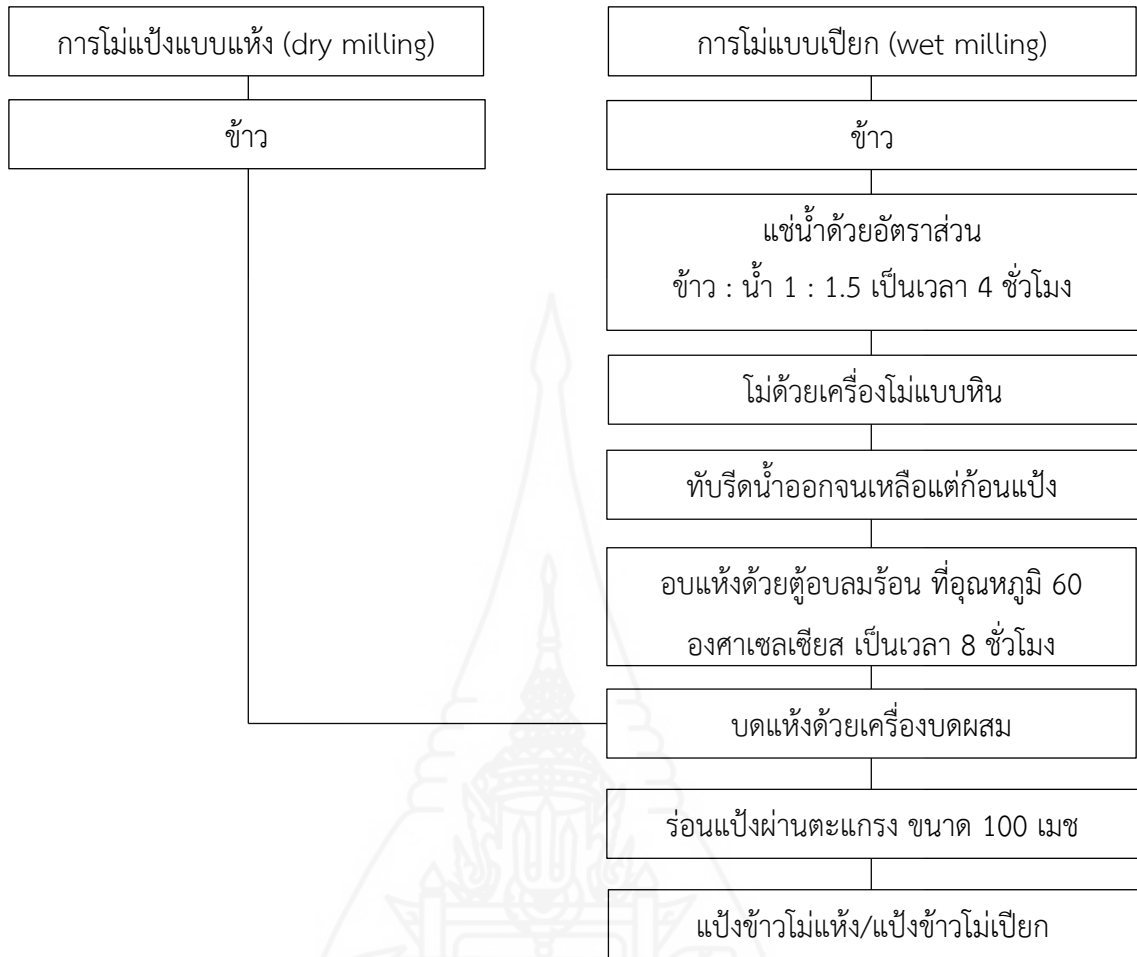 การโม่แป้งแบบแห้ง (dry milling)
ข้าว
การโม่แบบเปียก (wet milling)
ข้าว
แช่น้ำด้วยอัตราส่วน
ข้าว : น้ำ 1 : 1.5 เป็นเวลา 4 ชั่วโมง
โม่ด้วยเครื่องโม่แบบหิน
ทับรีดน้ำออกจนเหลือแต่ก้อนแป้ง
อบแห้งด้วยตู้อบลมร้อน ที่อุณหภูมิ 60
องศาเซลเซียส เป็นเวลา 8 ชั่วโมง
บดแห้งด้วยเครื่องบดผสม
ร่อนแป้งผ่านตะแกรง ขนาด 100 เมช
แป้งข้าวโม่แห้ง/แป้งข้าวโม่เปียก